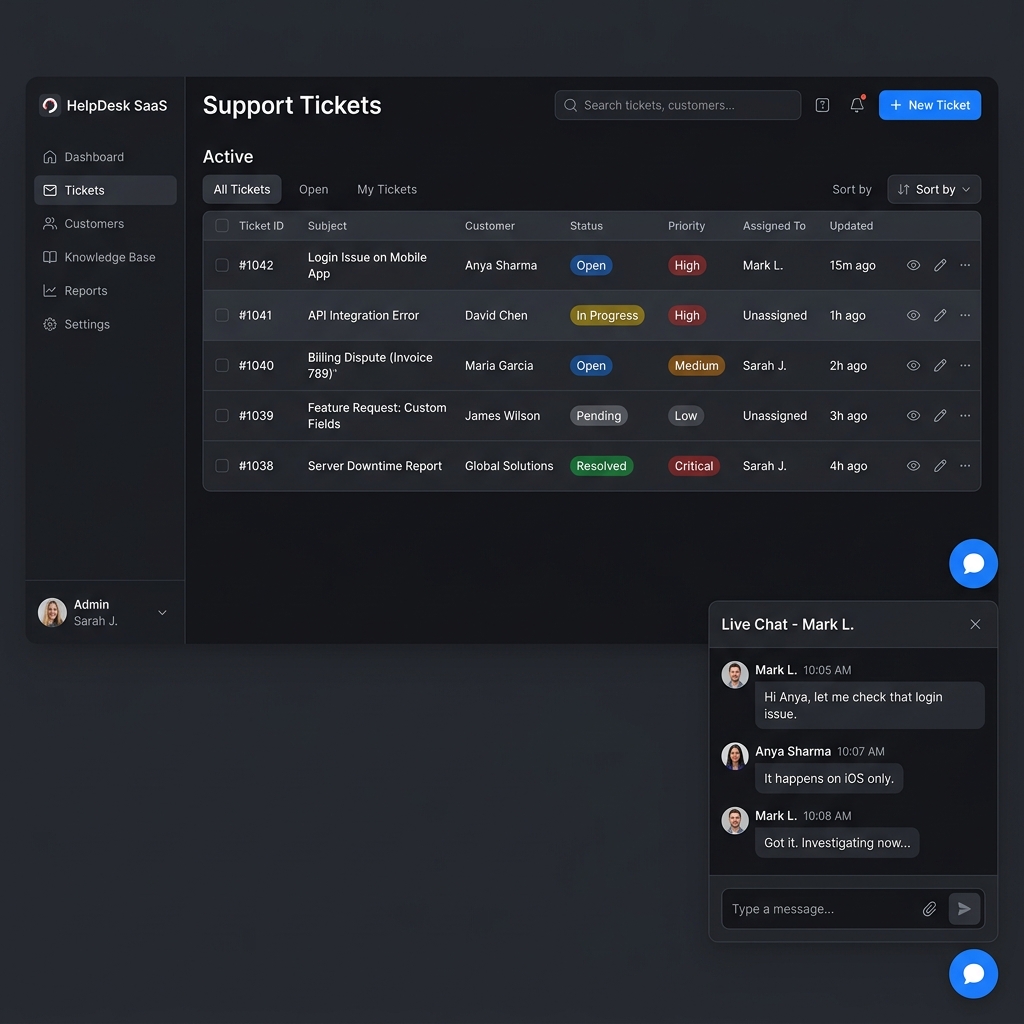 HelpDesk SaaS
Dashboard
Tickets
Customers
Knowledge Base
Reports
Settings
Admin
Sarah J.
Support Tickets
Search tickets, customers...
?
+ New Ticket
Active
All Tickets Open My Tickets Sort by Sort by
Ticket ID Subject Customer Status Priority Assigned To Updated
#1042 Login Issue on Mobile
App Anya Sharma Open High Mark L. 15m ago
#1041 API Integration Error David Chen In Progress High Unassigned 1h ago
#1040 Billing Dispute (Invoice
789)" Maria Garcia Open Medium Sarah J. 2h ago
#1039 Feature Request: Custom
Fields James Wilson Pending Low Unassigned 3h ago
#1038 Server Downtime Report Global Solutions Resolved Critical Sarah J. 4h ago
Live Chat - Mark L.
Mark L. 10:05 AM
Hi Anya, let me check that login
issue.
Anya Sharma 10:07 AM
It happens on iOS only.
Mark L. 10:08 AM
Got it. Investigating now...
Type a message...